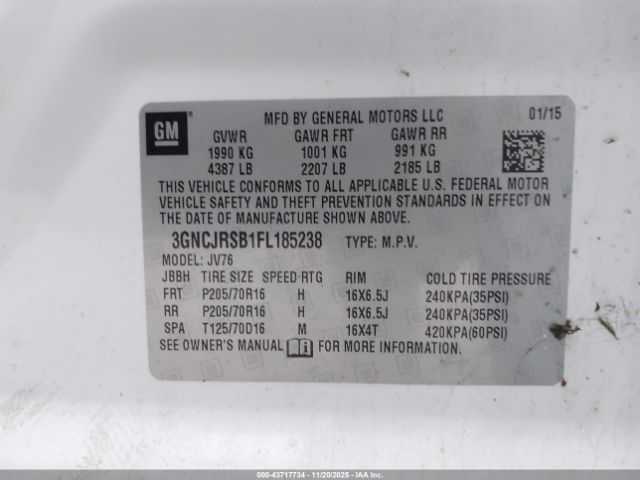 GM
MFD BY GENERAL MOTORS LLC 01/15
GVWR GAWR FRT GAWR RR
1990 KG 1001 KG 991 KG
4387 LB 2207 LB 2185 LB
THIS VEHICLE CONFORMS TO ALL APPLICABLE U.S. FEDERAL MOTOR
VEHICLE SAFETY AND THEFT PREVENTION STANDARDS IN EFFECT ON
THE DATE OF MANUFACTURE SHOWN ABOVE.
3GNCJRSB1FL185238 TYPE: M.P.V.
MODEL: JV76
JBBH TIRE SIZE SPEED RTG RIM COLD TIRE PRESSURE
FRT P205/70R16 H 16X6.5J 240KPA(35PSI)
RR P205/70R16 H 16X6.5J 240KPA(35PSI)
SPA T125/70D16 M 16X4T 420KPA(60PSI)
SEE OWNER'S MANUAL FOR MORE INFORMATION.
000-43717734 - 11/20/2025 - IAAHC.COM